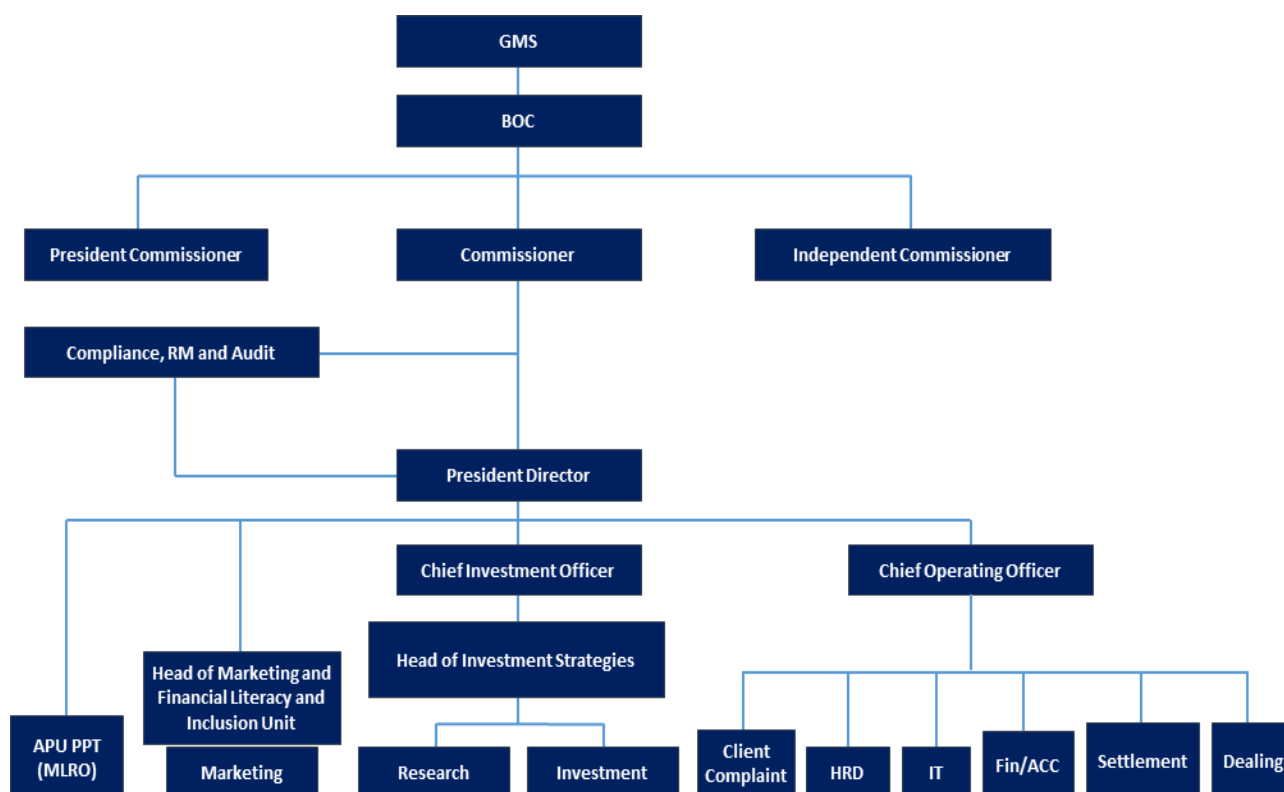 GMS
BOC
President Commissioner
Commissioner
Independent Commissioner
Compliance, RM and Audit
President Director
Chief Investment Officer
Chief Operating Officer
Head of Marketing and
Financial Literacy and
Inclusion Unit
Head of Investment Strategies
APU PPT
(MLRO)
Marketing
Research
Investment
Client
Complaint
HRD
IT
Fin/ACC
Settlement
Dealing